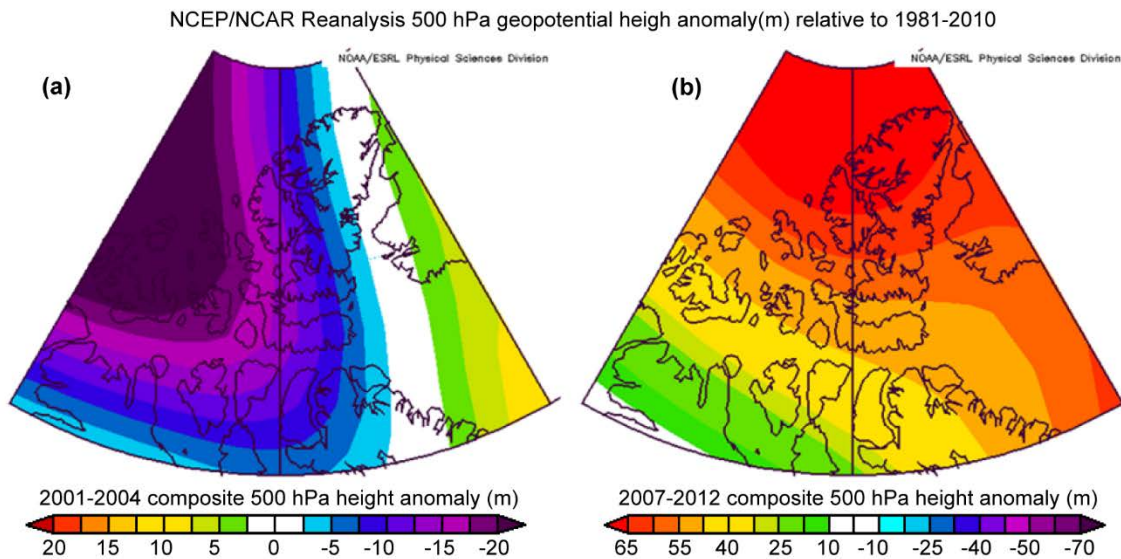 NCEP/NCAR Reanalysis 500 hPa geopotential heigh anomaly(m) relative to 1981-2010
NOAA/ESRL Physical Sciences Division
NOAA/ESRL Physical Sciences Division
(a)
(b)
2001-2004 composite 500 hPa height anomaly (m)
20 15 10 5 0 -5 -10 -15 -20
2007-2012 composite 500 hPa height anomaly (m)
65 55 40 25 10 -10 -25 -40 -50 -70